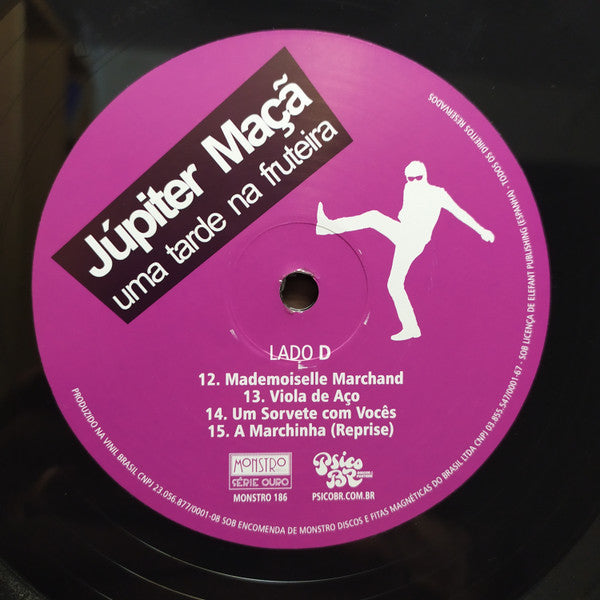 Júpiter Maçã
uma tarde na fruteira
LADO D
12. Mademoiselle Marchand
13. Viola de Aço
14. Um Sorvete com Vocês
15. A Marchinha (Reprise)
MONSTRO
SÉRIE OURO
MONSTRO 186
Psico
BR
PSICOBR.COM.BR
PRODUZIDO NA VINIL BRASIL CNPJ 23.056.877/0001-08 SOB ENCOMENDA DE MONSTRO DISCOS E FITAS MAGNÉTICAS DO BRASIL LTDA CNPJ 03.855.547/0001-67 - SOB LICENÇA DE ELEFANT PUBLISHING (ESPANHA) - TODOS OS DIREITOS RESERVADOS